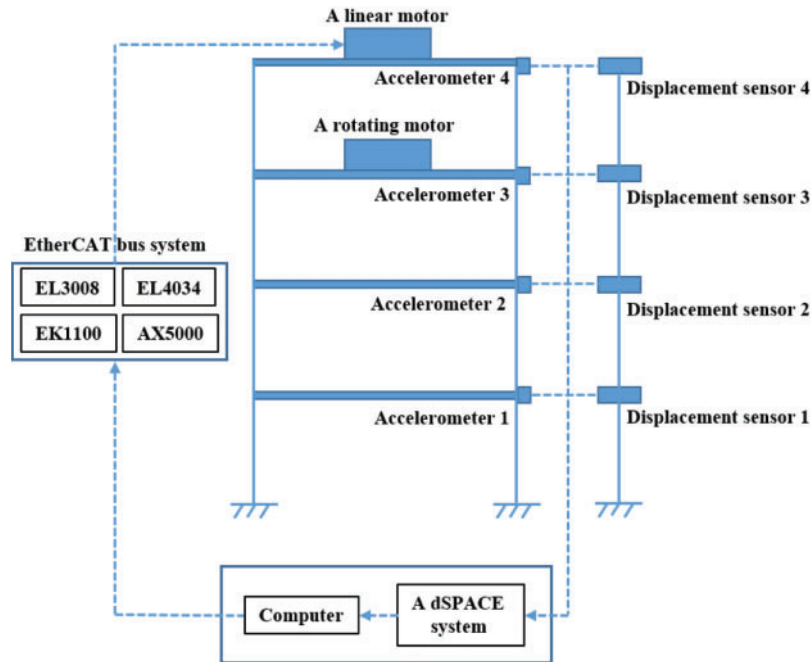 A linear motor
Accelerometer 4
Displacement sensor 4
A rotating motor
Accelerometer 3
Displacement sensor 3
EtherCAT bus system
EL3008
EL4034
EK1100
AX5000
Accelerometer 2
Displacement sensor 2
Accelerometer 1
Displacement sensor 1
Computer
A dSPACE
system